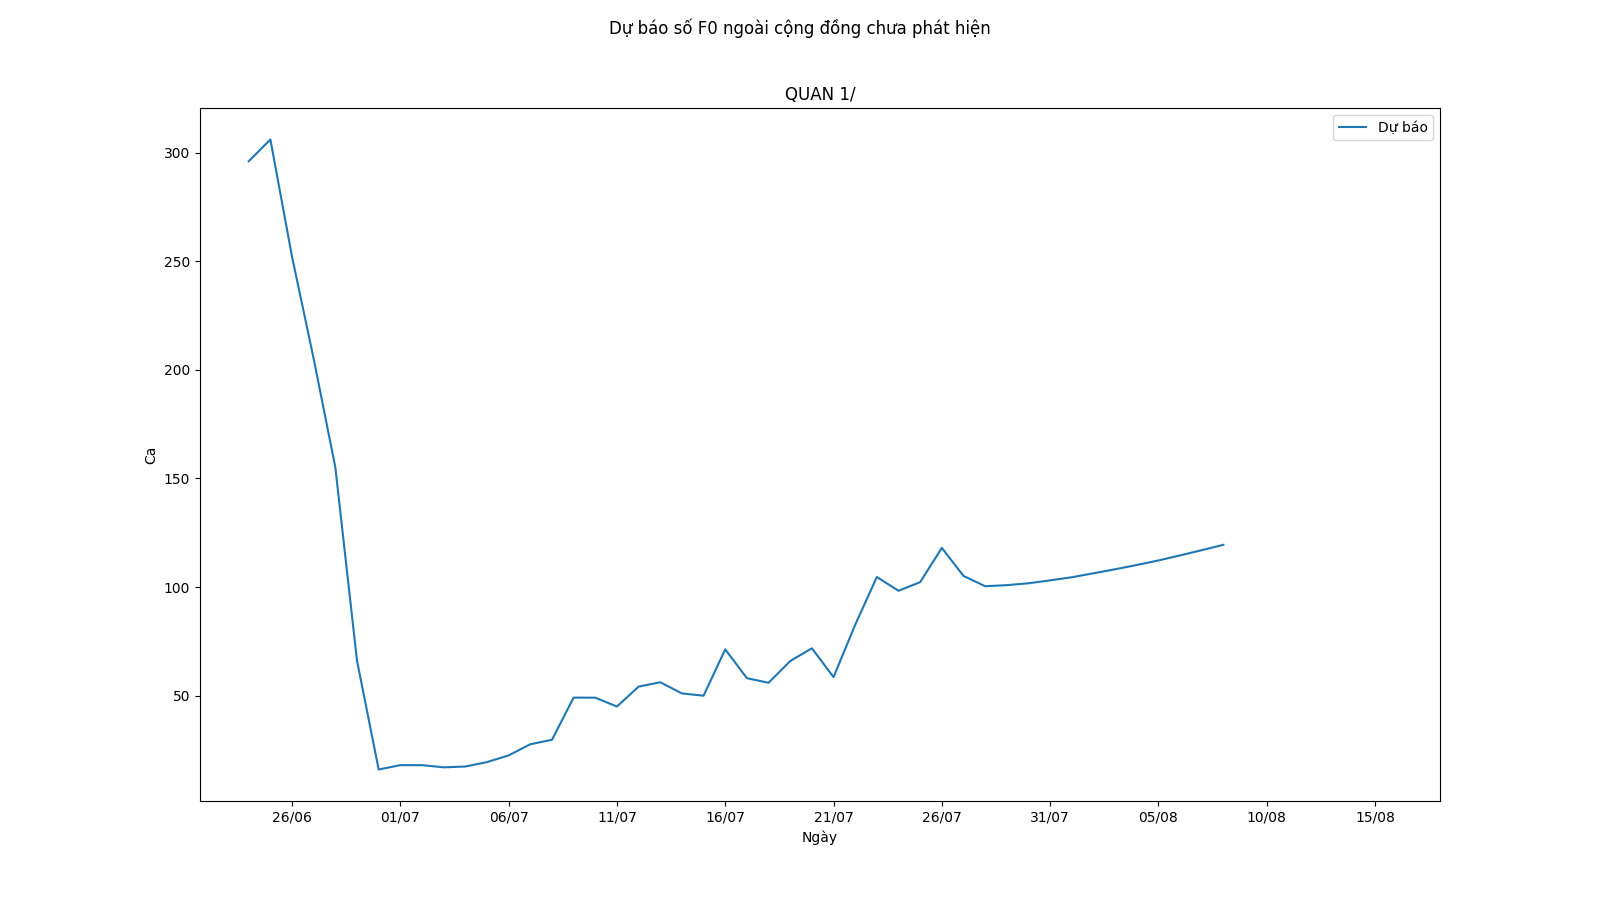 Dự báo số F0 ngoài cộng đồng chưa phát hiện
QUAN 1/
Dự báo
300
250
200
150
100
50
Ca
26/06 01/07 06/07 11/07 16/07 21/07 26/07 31/07 05/08 10/08 15/08
Ngày